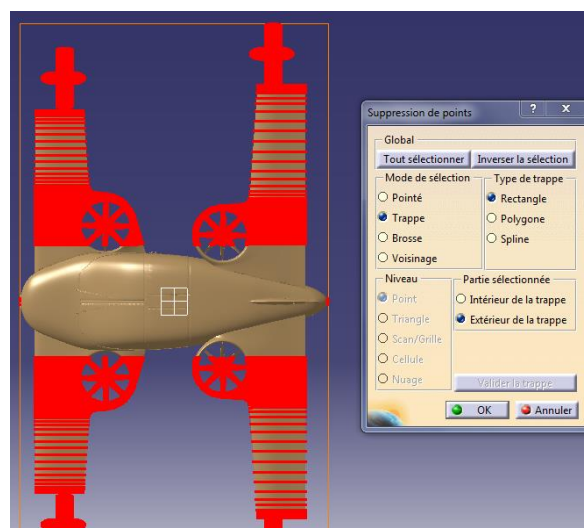 Suppression de points
? X
Global
Tout sélectionner Inverser la sélection
Mode de sélection
Pointé
Trappe
Brosse
Voisinage
Type de trappe
Rectangle
Polygone
Spline
Niveau
Point
Triangle
Scan/Grille
Cellule
Nuage
Partie sélectionnée
Intérieur de la trappe
Extérieur de la trappe
Valider la trappe
OK Annuler